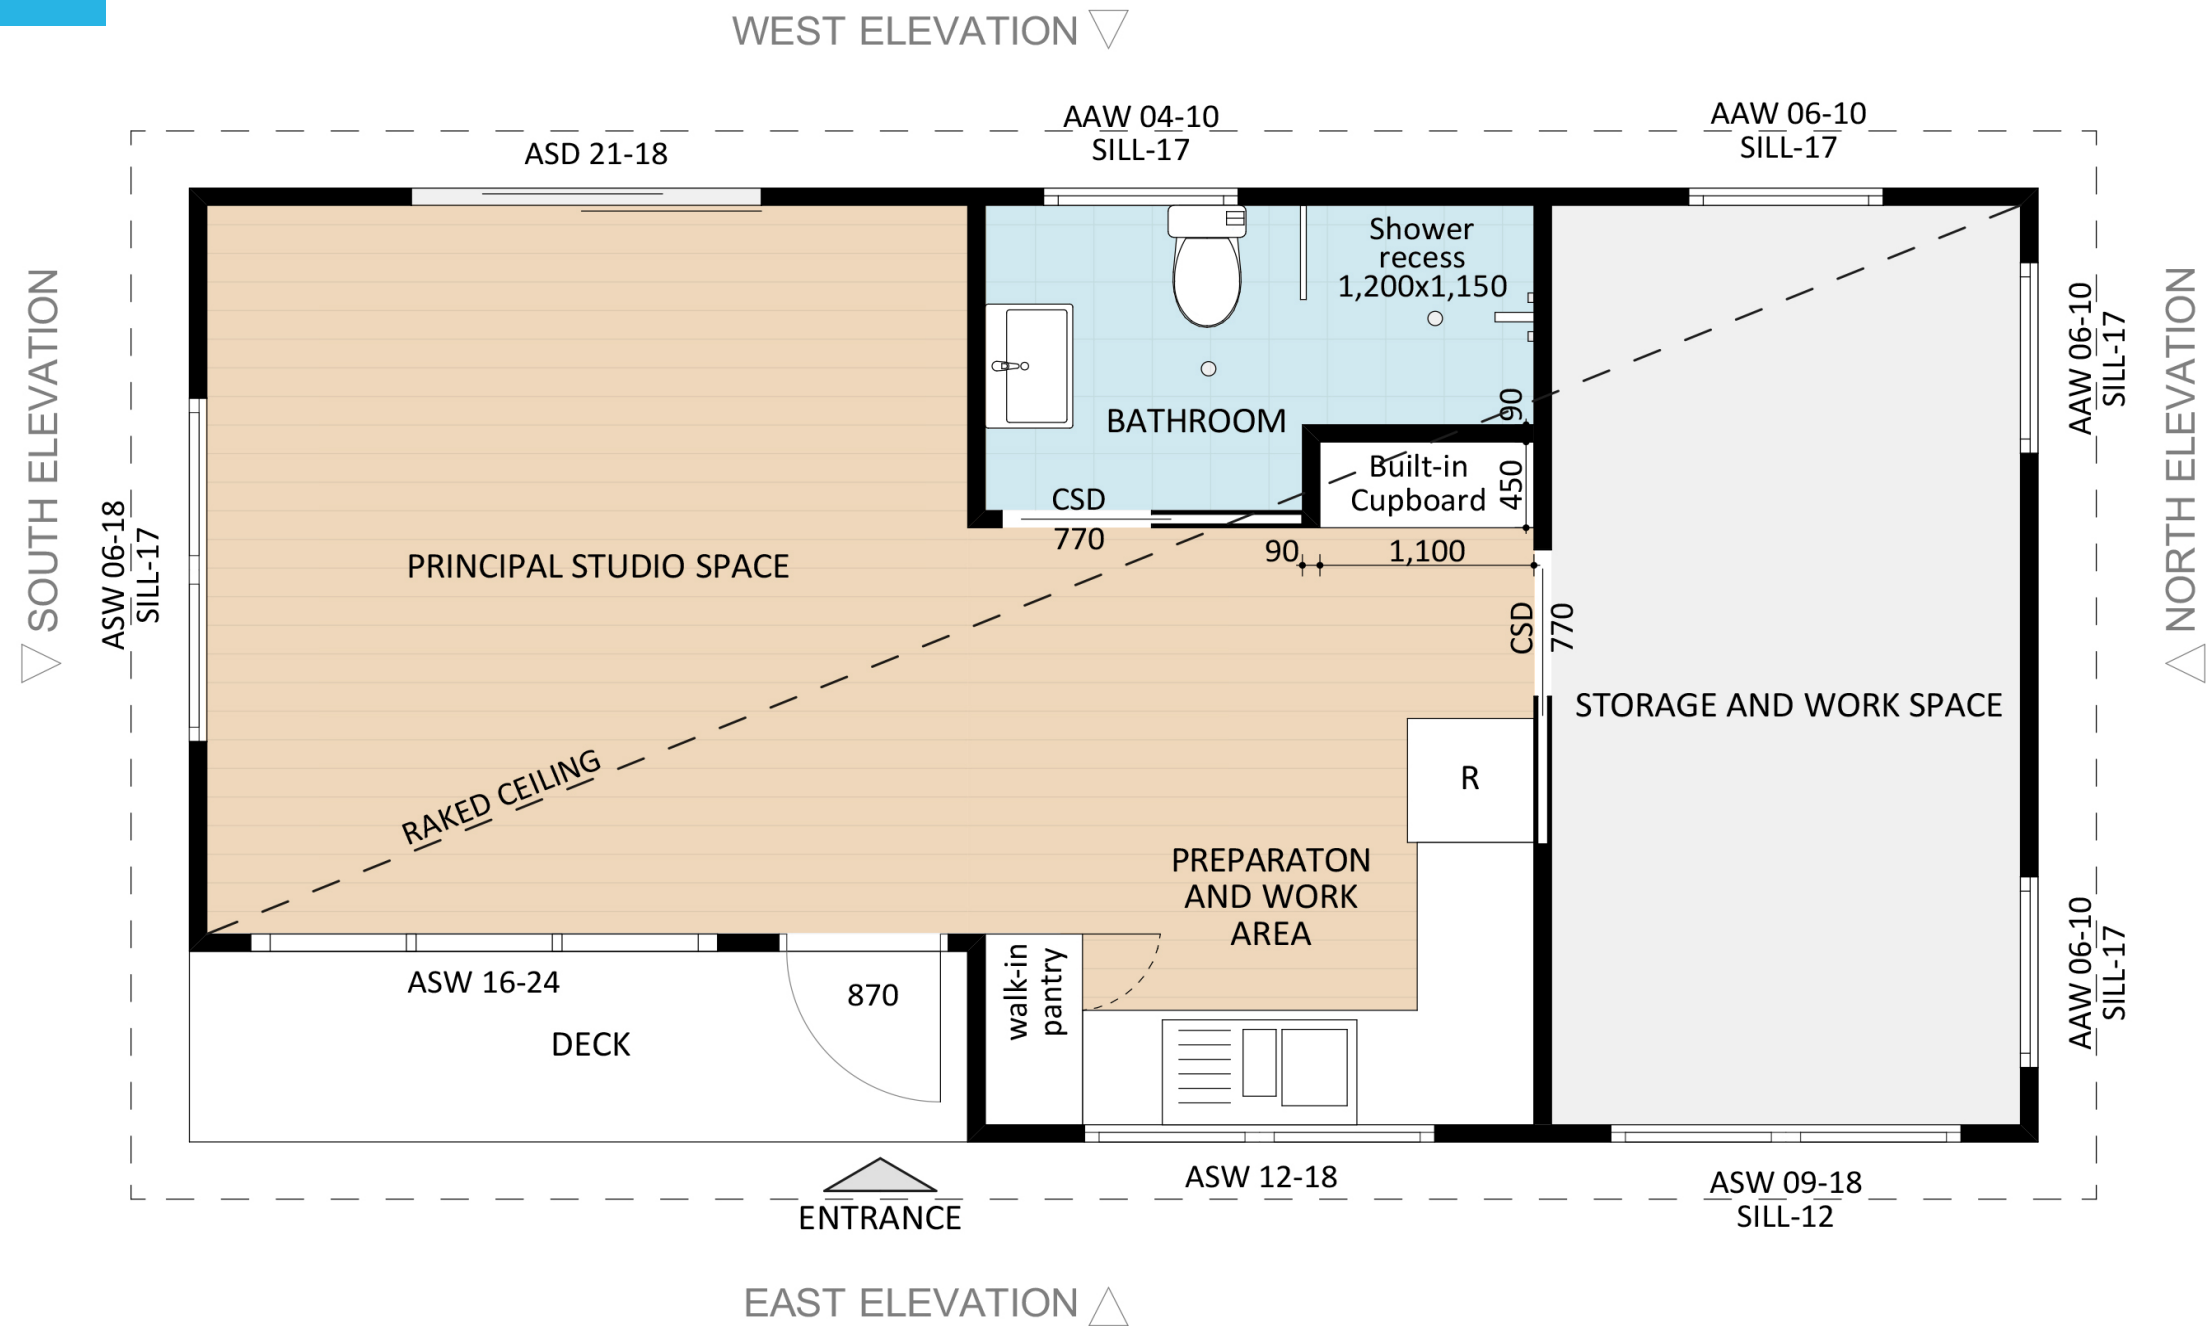 WEST ELEVATION
AAW 04-10
SILL-17
AAW 06-10
SILL-17
ASD 21-18
Shower
recess
1,200x1,150
SOUTH ELEVATION
ASW 06-18
SILL-17
NORTH ELEVATION
AAW 06-10
SILL-17
BATHROOM
90
Built-in
Cupboard
450
CSD
770
90
1,100
PRINCIPAL STUDIO SPACE
CSD
770
STORAGE AND WORK SPACE
RAKED CEILING
R
PREPARATON
AND WORK
AREA
walk-in
pantry
ASW 16-24
870
DECK
AAW 06-10
SILL-17
ASW 12-18
ASW 09-18
SILL-12
ENTRANCE
EAST ELEVATION